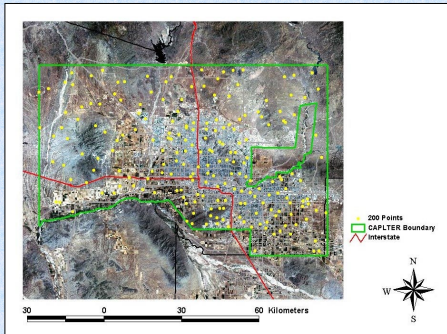 200 Points
CAPLTER Boundary
Interstate
N
W
S
30 0 30 60 Kilometers